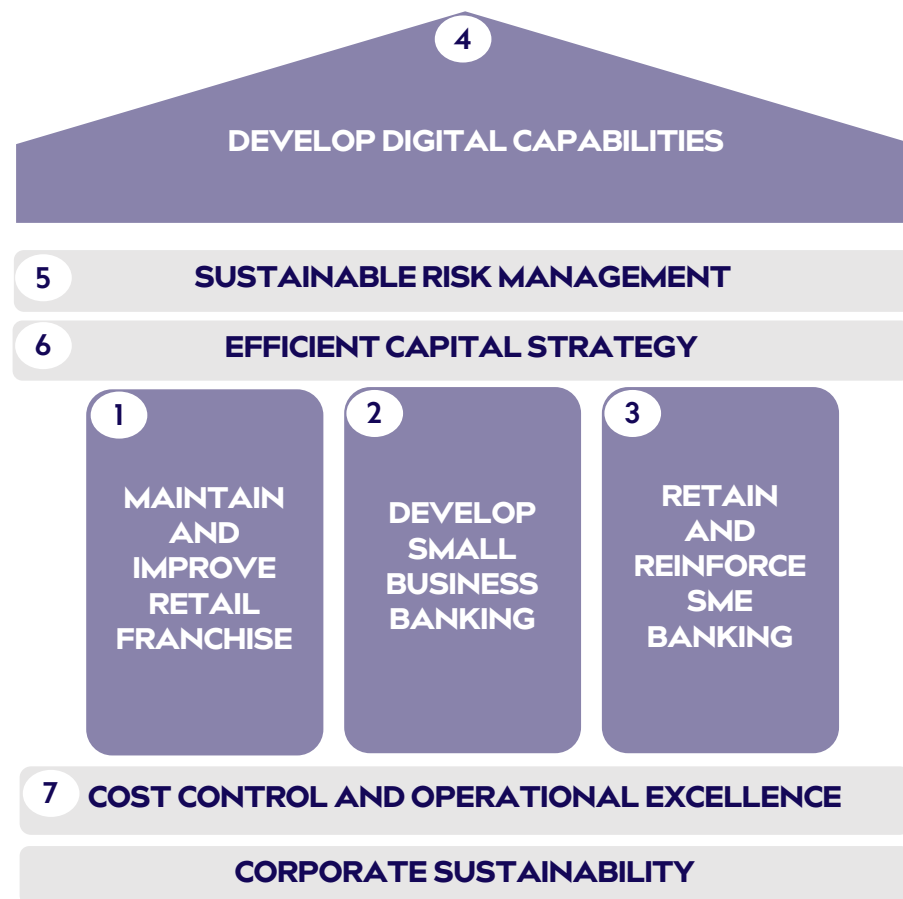 4
DEVELOP DIGITAL CAPABILITIES
5
SUSTAINABLE RISK MANAGEMENT
6
EFFICIENT CAPITAL STRATEGY
1
MAINTAIN
AND
IMPROVE
RETAIL
FRANCHISE
2
DEVELOP
SMALL
BUSINESS
BANKING
3
RETAIN
AND
REINFORCE
SME
BANKING
7
COST CONTROL AND OPERATIONAL EXCELLENCE
CORPORATE SUSTAINABILITY